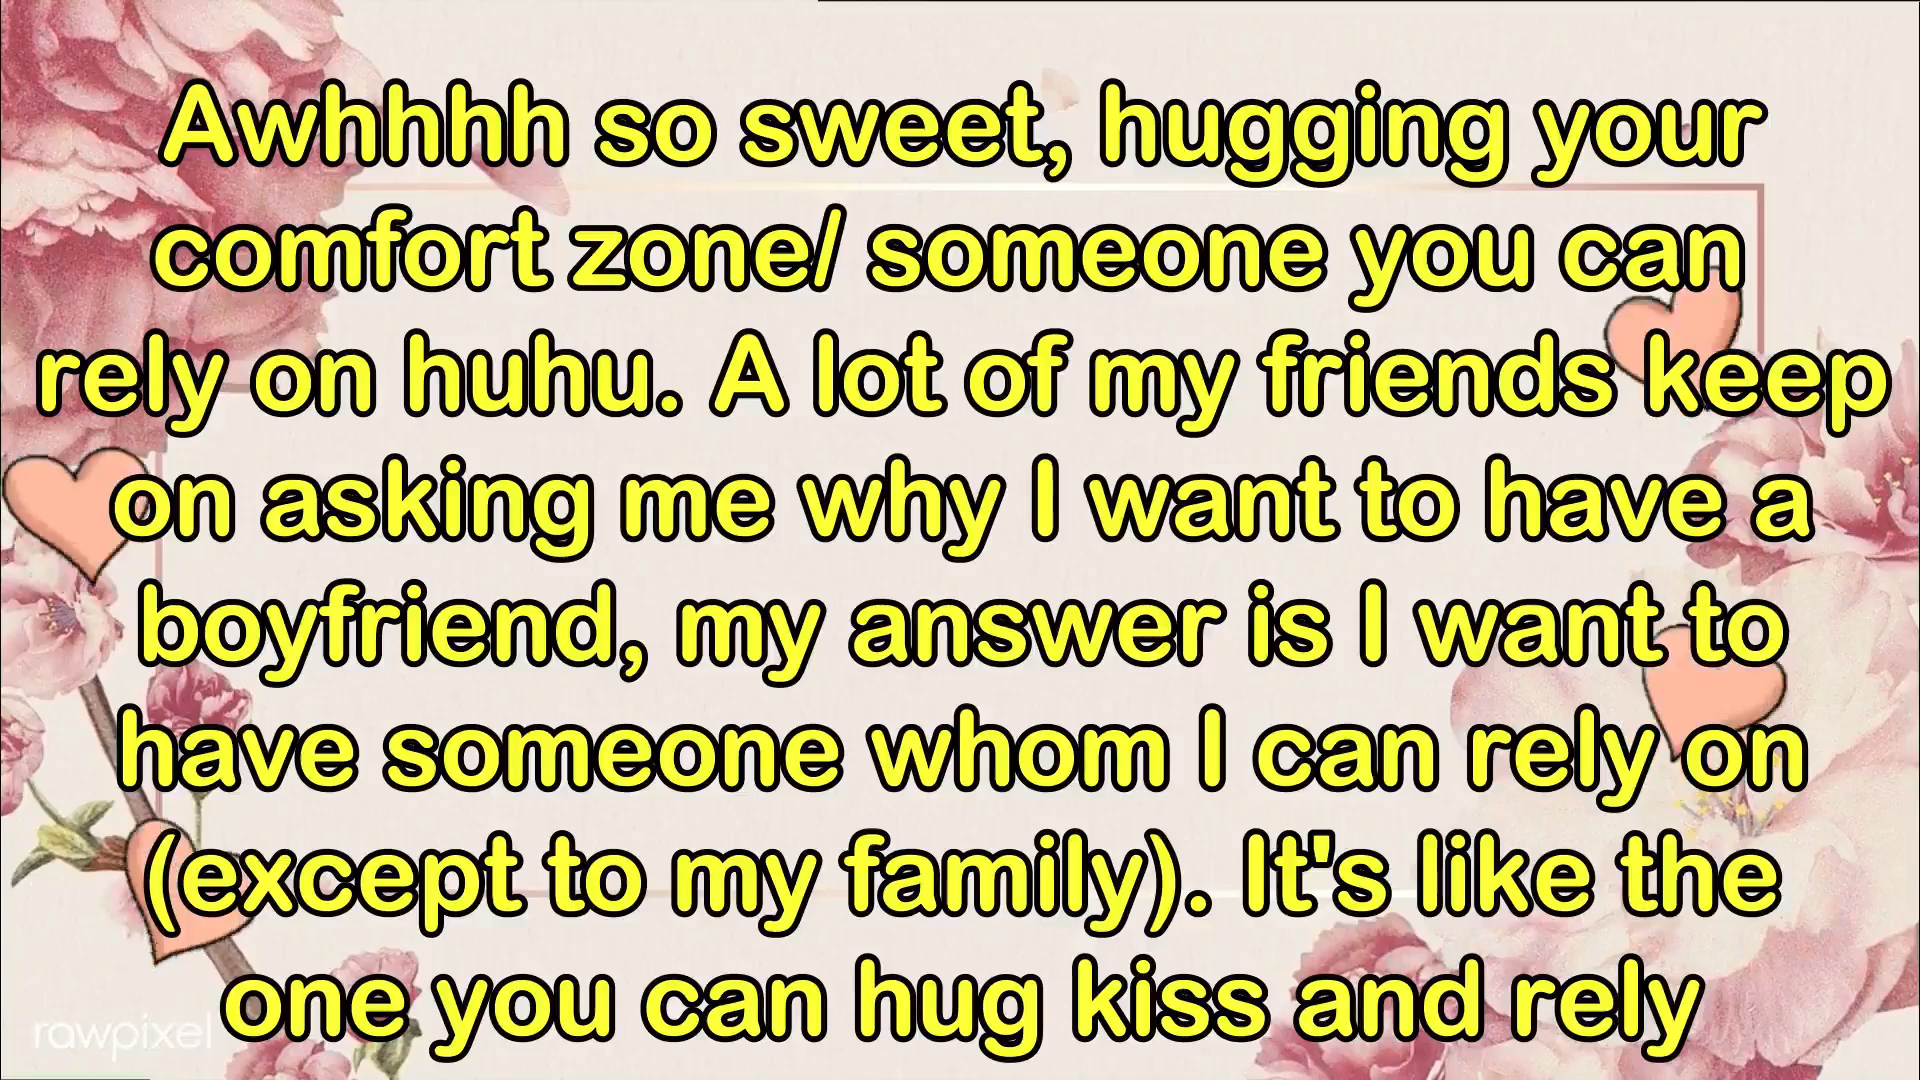 Awhhhh so sweet, hugging your
comfort zone/ someone you can
rely on huhu. A lot of my friends keep
on asking me why I want to have a
boyfriend, my answer is I want to
have someone whom I can rely on
(except to my family). It's like the
one you can hug kiss and rely
rawpixel